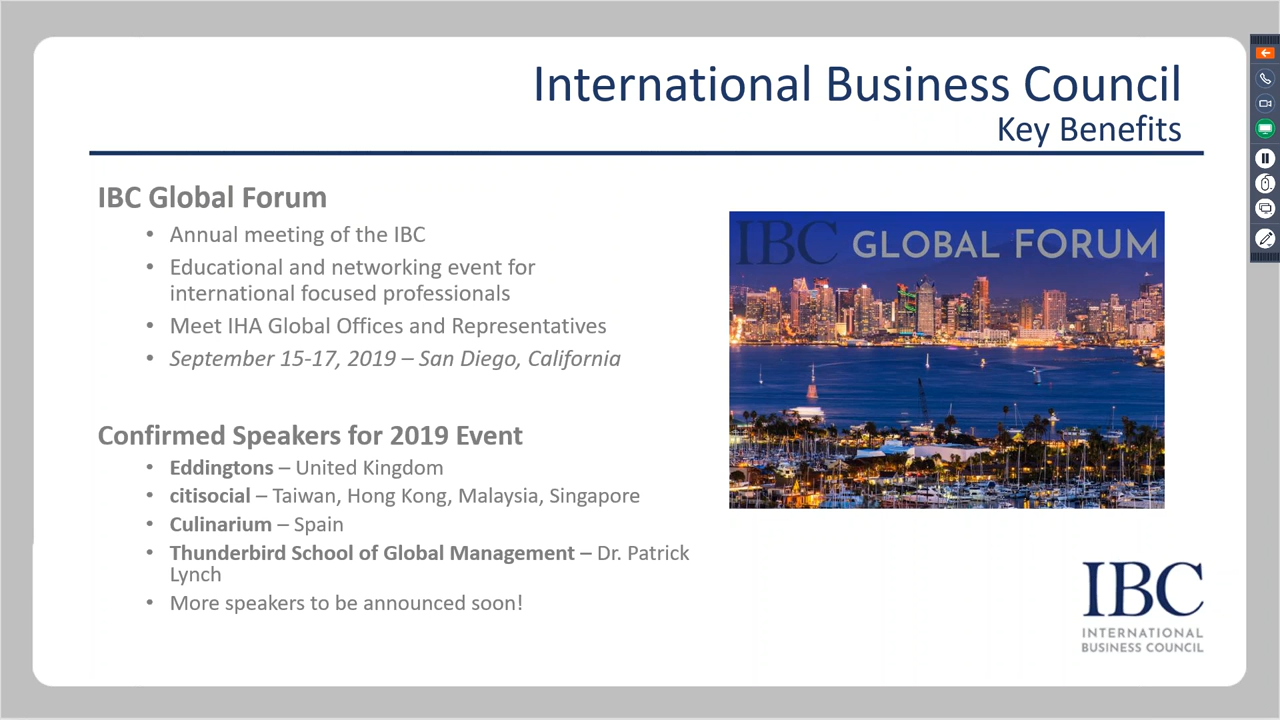 International Business Council
Key Benefits
IBC Global Forum
• Annual meeting of the IBC
• Educational and networking event for
international focused professionals
• Meet IHA Global Offices and Representatives
• September 15-17, 2019 – San Diego, California
Confirmed Speakers for 2019 Event
• Eddingtons – United Kingdom
• citisocial – Taiwan, Hong Kong, Malaysia, Singapore
• Culinarium – Spain
• Thunderbird School of Global Management – Dr. Patrick
Lynch
• More speakers to be announced soon!
IBC GLOBAL FORUM
IBC
INTERNATIONAL
BUSINESS COUNCIL